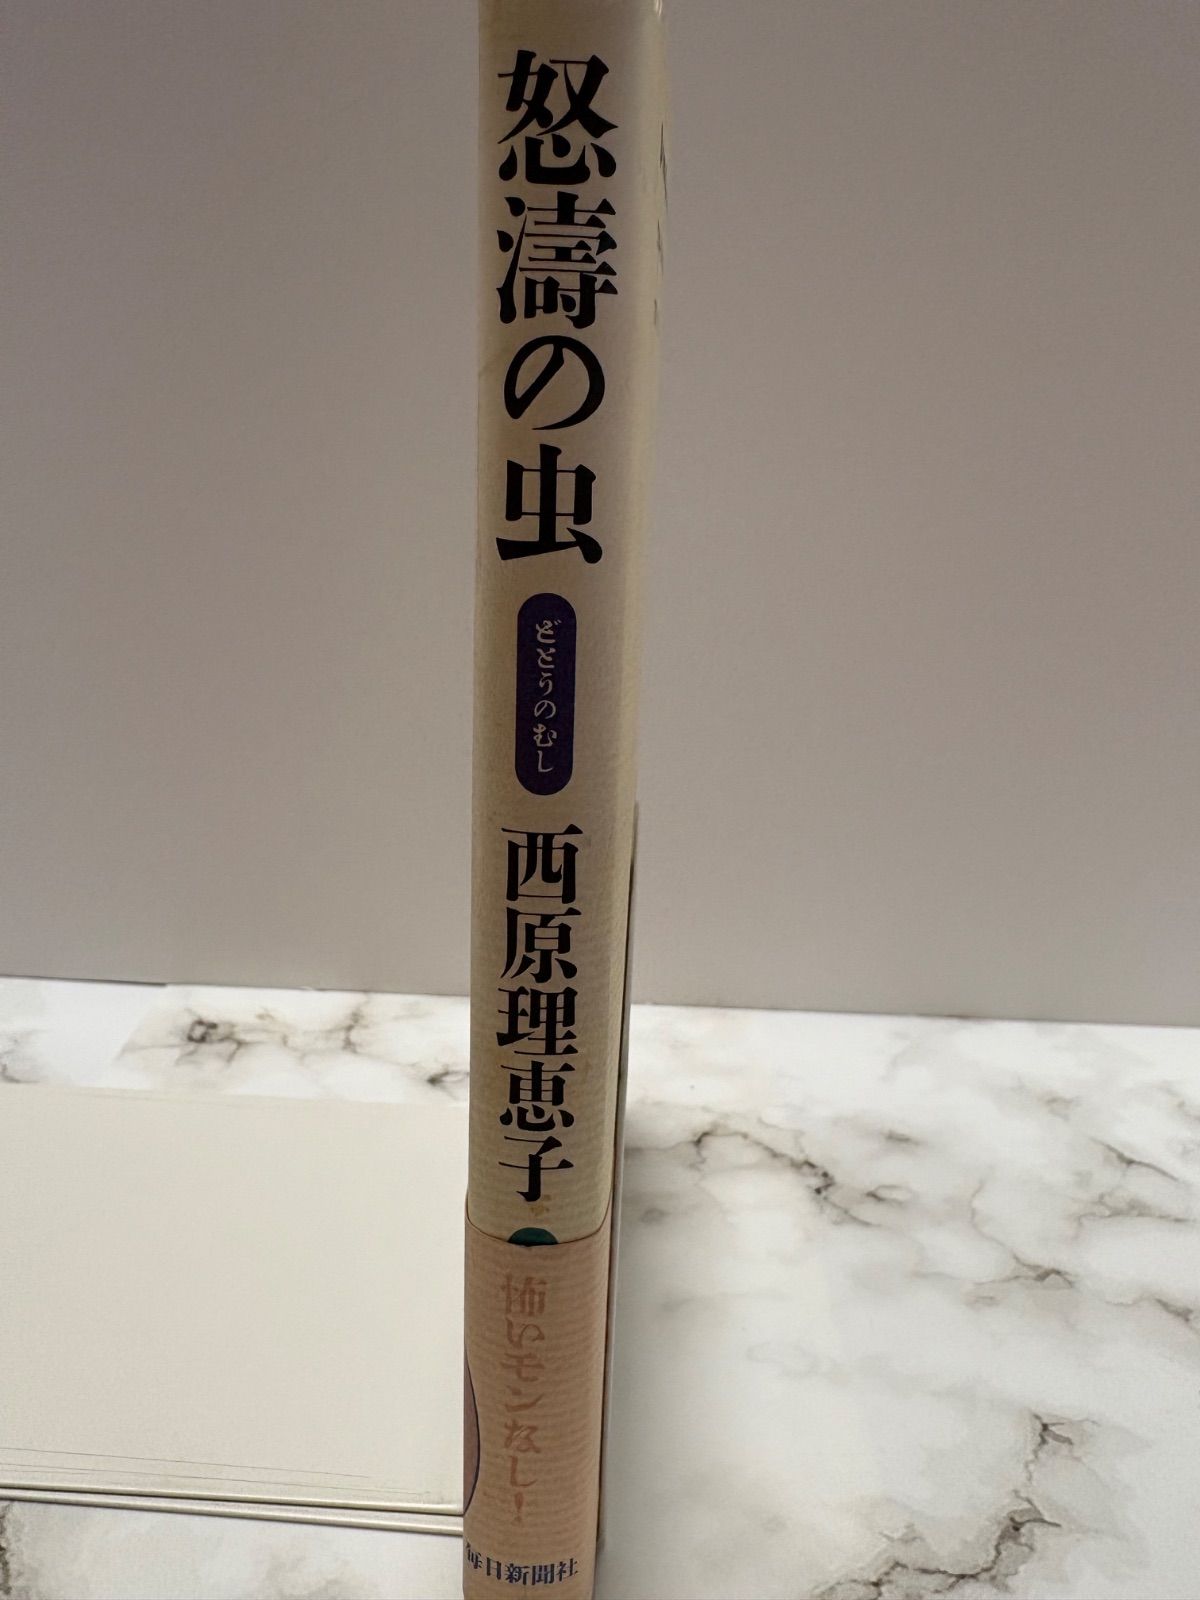 怒濤の虫
どとうのむし
西原理恵子
怖いモンなし!
毎日新聞社